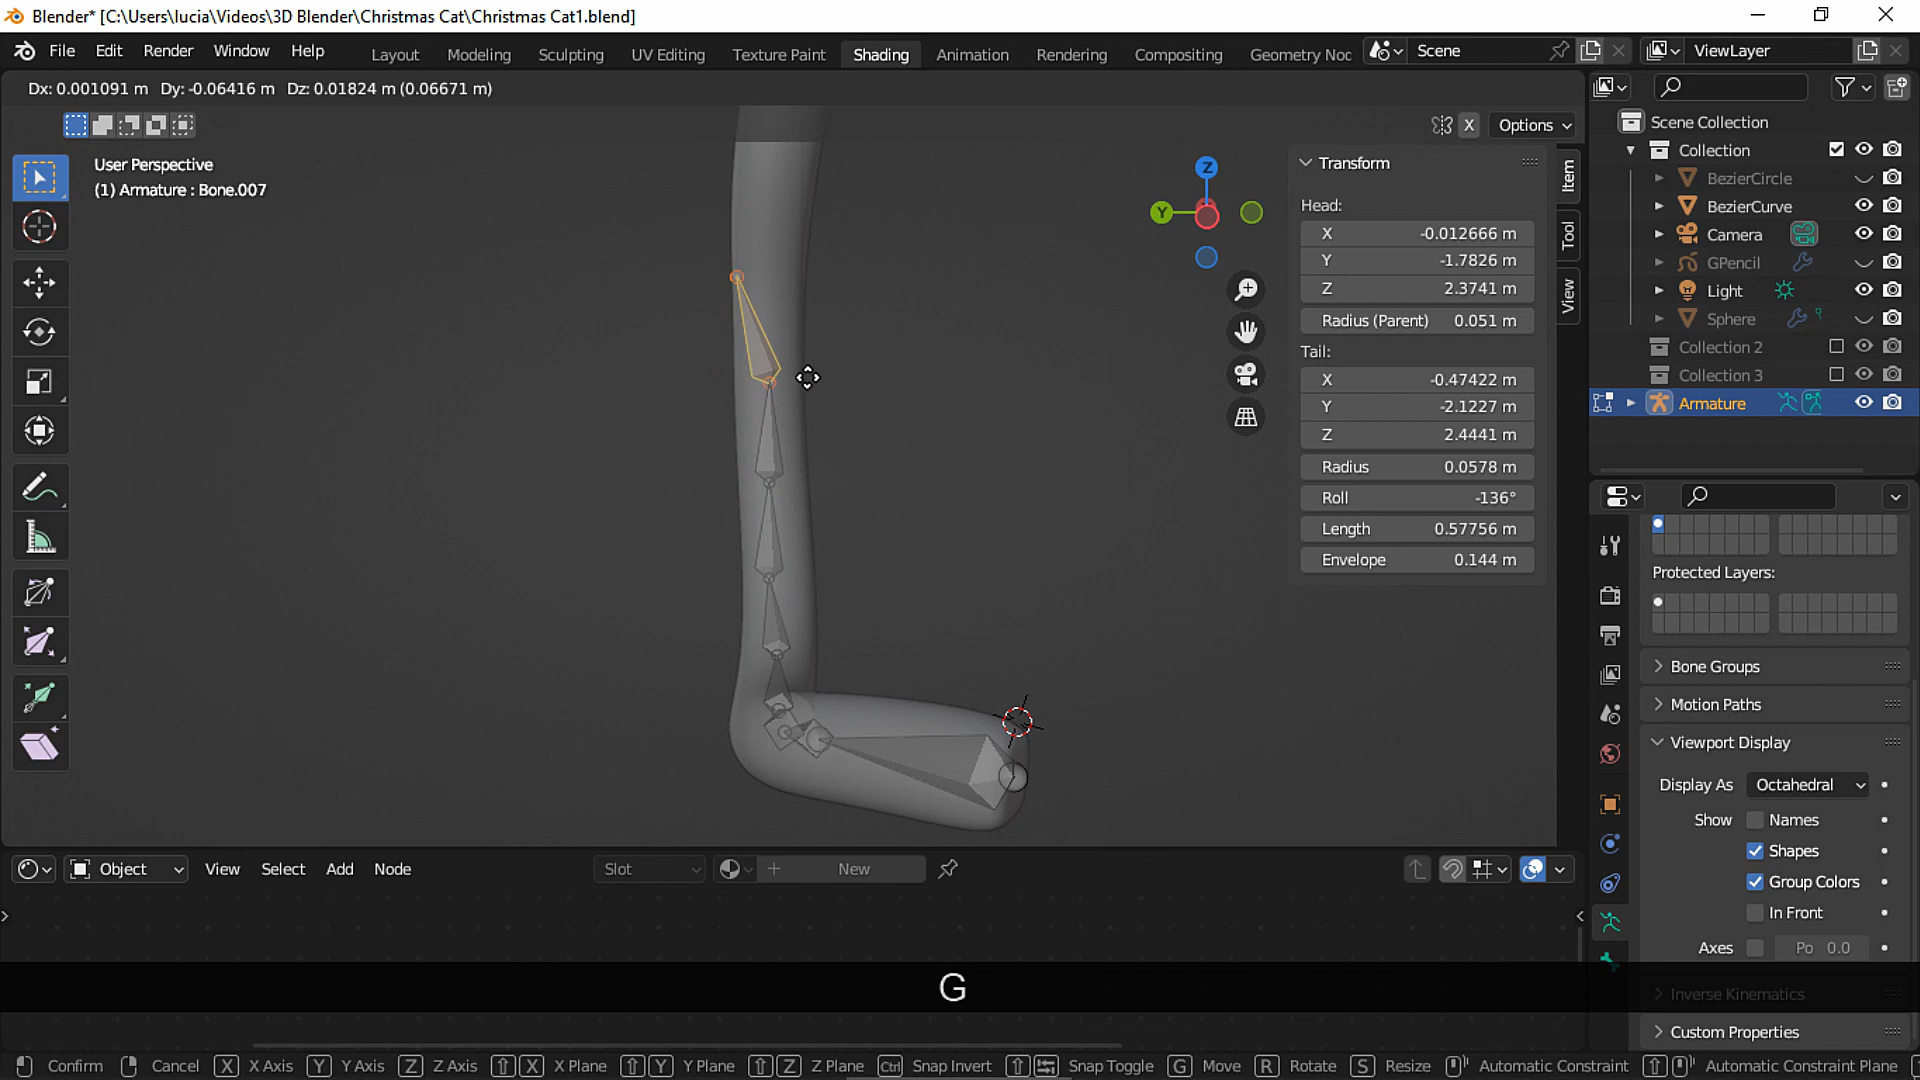 Blender* [C:\Users\lucia\Videos\3D Blender\Christmas Cat\Christmas Cat1.blend]
File Edit Render Window Help Layout Modeling Sculpting UV Editing Texture Paint Shading Animation Rendering Compositing Geometry Noc Scene ViewLayer
Dx: 0.001091 m Dy: -0.06416 m Dz: 0.01824 m (0.06671 m)
X Options
User Perspective
(1) Armature : Bone.007
Z
Y
Transform
Head:
X -0.012666 m
Y -1.7826 m
Z 2.3741 m
Radius (Parent) 0.051 m
Tail:
X -0.47422 m
Y -2.1227 m
Z 2.4441 m
Radius 0.0578 m
Roll -136°
Length 0.57756 m
Envelope 0.144 m
Item
Tool
View
Scene Collection
Collection
BezierCircle
BezierCurve
Camera
GPencil
Light
Sphere
Collection 2
Collection 3
Armature
Protected Layers:
Bone Groups
Motion Paths
Viewport Display
Display As Octahedral
Show Names
Shapes
Group Colors
In Front
Axes Po 0.0
Inverse Kinematics
Custom Properties
Object View Select Add Node Slot New
G
Confirm Cancel X X Axis Y Y Axis Z Z Axis X X Plane Y Y Plane Z Z Plane Ctrl Snap Invert Snap Toggle G Move R Rotate S Resize Automatic Constraint Automatic Constraint Plane